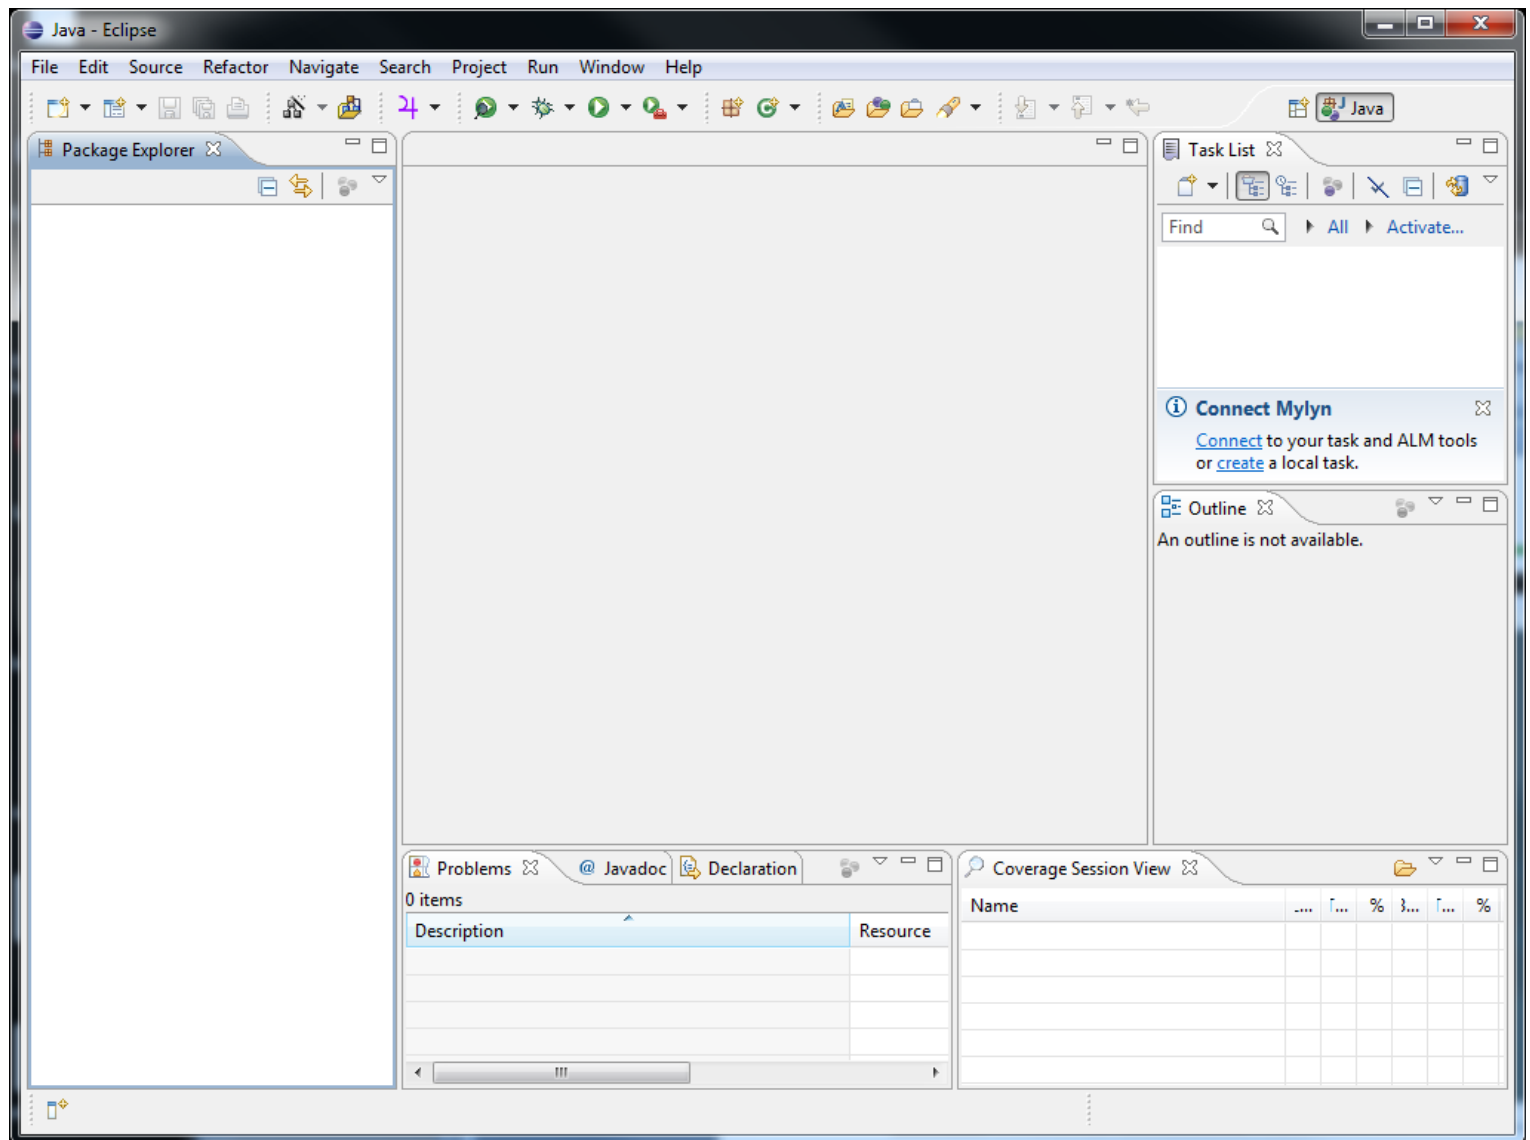 Java - Eclipse
File Edit Source Refactor Navigate Search Project Run Window Help
Java
Package Explorer
Task List
Find All Activate...
Connect Mylyn
Connect to your task and ALM tools
or create a local task.
Outline
An outline is not available.
Problems @ Javadoc Declaration
0 items
Description Resource
Coverage Session View
Name % %